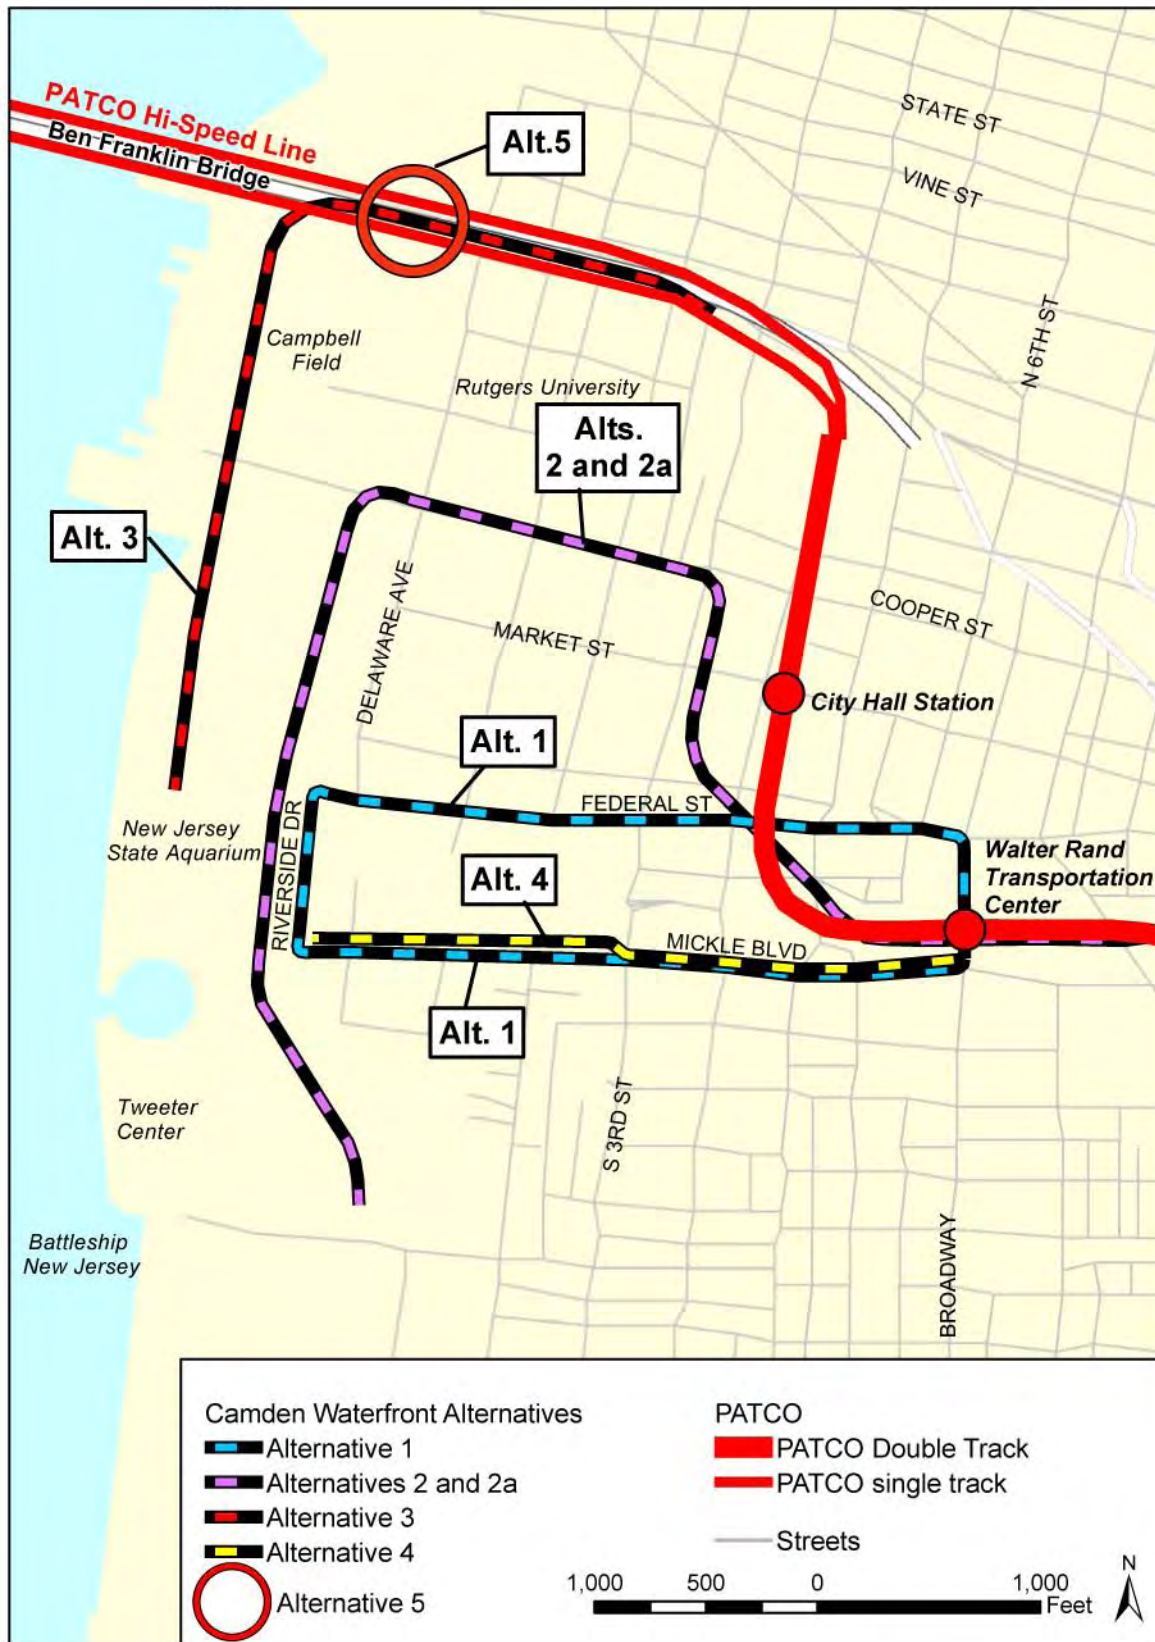 PATCO Hi-Speed Line
Ben Franklin Bridge
Alt.5
STATE ST
VINE ST
N 6TH ST
Campbell
Field
Rutgers University
Alts.
2 and 2a
Alt. 3
DELAWARE AVE
MARKET ST
COOPER ST
City Hall Station
Alt. 1
FEDERAL ST
New Jersey
State Aquarium
RIVERSIDE DR
Walter Rand
Transportation
Center
Alt. 4
MICKLE BLVD
Alt. 1
Tweeter
Center
S 3RD ST
Battleship
New Jersey
BROADWAY
Camden Waterfront Alternatives
Alternative 1
Alternatives 2 and 2a
Alternative 3
Alternative 4
Alternative 5
PATCO
PATCO Double Track
PATCO single track
Streets
1,000 500 0 1,000
Feet
N